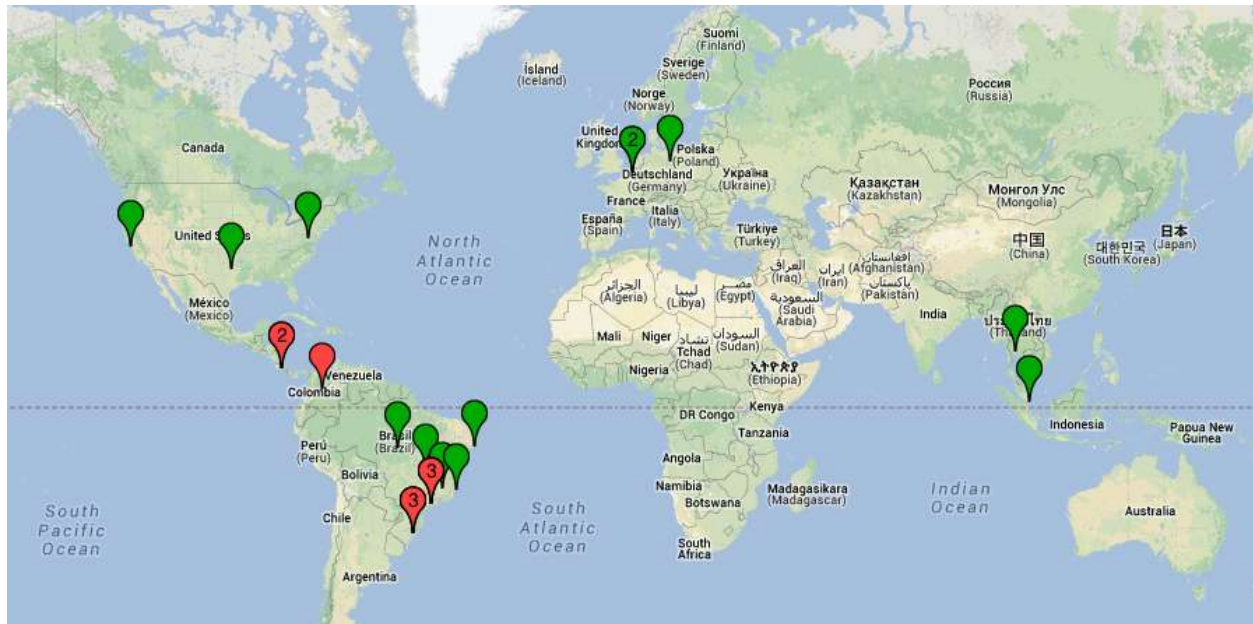 Suomi
(Finland)
Ísland
(Iceland)
Sverige
(Sweden)
Россия
(Russia)
Norge
(Norway)
Canada
United
Kingdom
2
Polska
(Poland)
Deutschland
(Germany)
Україна
(Ukraine)
Қазақстан
(Kazakhstan)
Монгол Улс
(Mongolia)
France
España
(Spain)
Italia
(Italy)
Türkiye
(Turkey)
United
North
Atlantic
Ocean
中国
(China)
대한민국
(South Korea)
日本
(Japan)
العراق
(Iraq)
ایران
(Iran)
افغانستان
(Afghanistan)
پاکستان
(Pakistan)
الجزائر
(Algeria)
ليبيا
(Libya)
مصر
(Egypt)
السعودية
(Saudi
Arabia)
México
(Mexico)
India
(Thailand)
Mali
Niger
تشاد
Tchad
(Chad)
السودان
(Sudan)
2
Nigeria
ኢትዮጵያ
(Ethiopia)
Venezuela
Colombia
DR Congo
Kenya
Tanzania
Indonesia
Papua New
Guinea
Brasil
(Brazil)
Perú
(Peru)
Bolivia
3
3
Angola
Namibia
Botswana
Madagasikara
(Madagascar)
Indian
Ocean
South
Pacific
Ocean
Chile
South
Atlantic
Ocean
Australia
South
Africa
Argentina